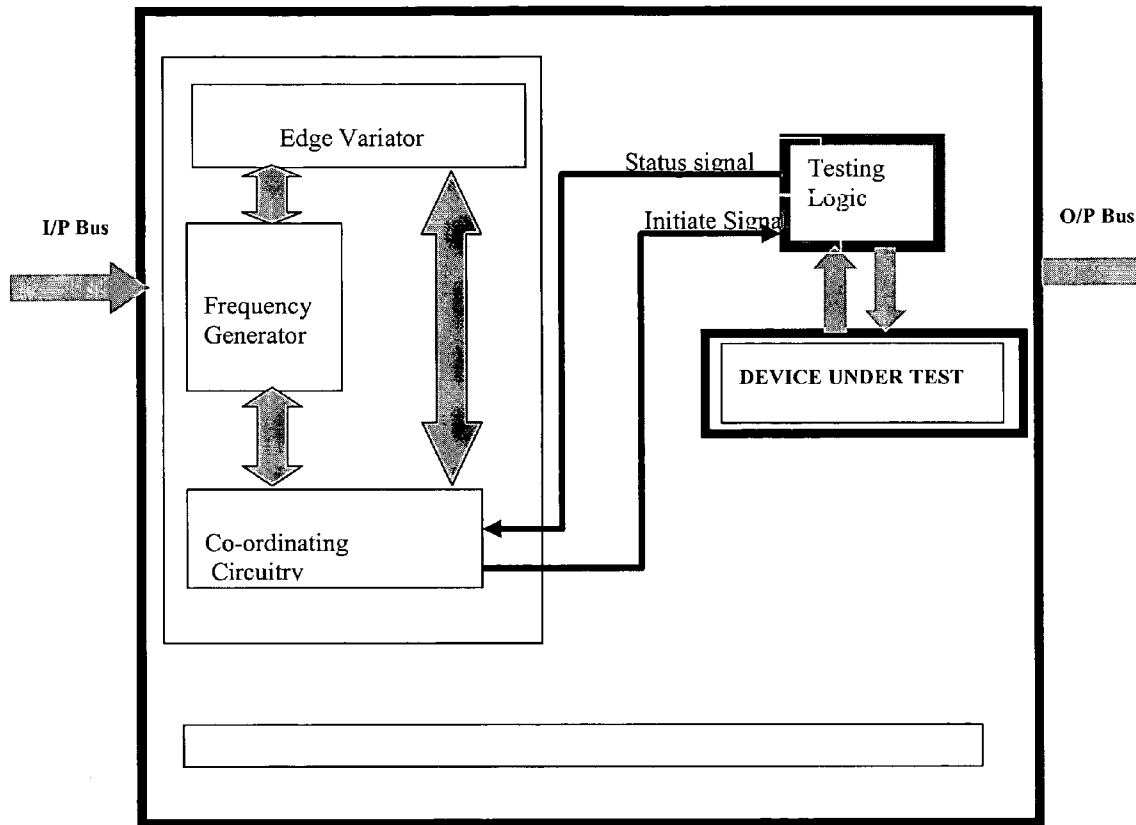 Edge Variator
Status signal
Testing
Logic
I/P Bus
Initiate Signal
O/P Bus
Frequency
Generator
DEVICE UNDER TEST
Co-ordinating
Circuitry